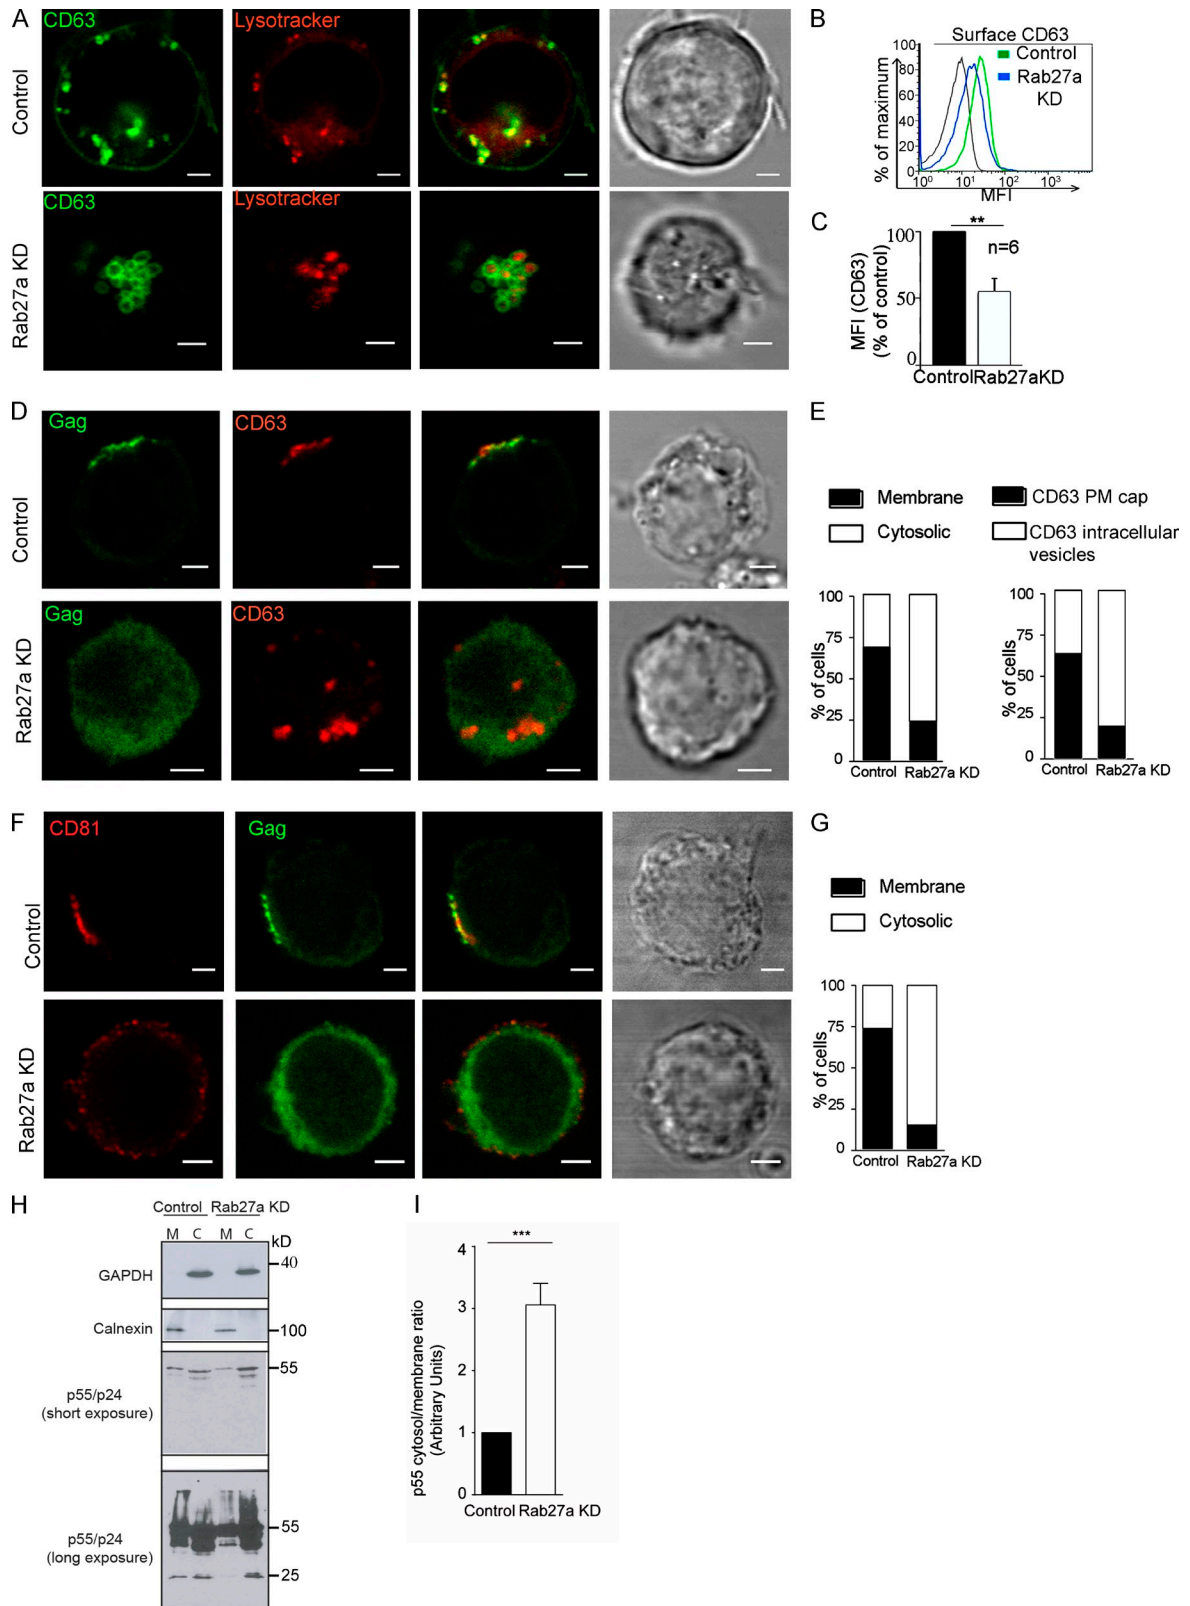 A
CD63
Lysotracker
Control
CD63
Lysotracker
Rab27a KD
B
Surface CD63
Control
Rab27a
KD
% of maximum
100
80
60
40
20
0
10⁰
10¹
10²
10³
MFI
C
**
n=6
MFI (CD63)
(% of control)
100
50
0
Control Rab27aKD
D
Gag
CD63
Control
Gag
CD63
Rab27a KD
E
Membrane
Cytosolic
CD63 PM cap
CD63 intracellular
vesicles
% of cells
100
75
50
25
0
Control Rab27a KD
% of cells
100
75
50
25
0
Control Rab27a KD
F
CD81
Gag
Control
Rab27a KD
G
Membrane
Cytosolic
% of cells
100
75
50
25
0
Control Rab27a KD
H
Control Rab27a KD
M C M C
kD
GAPDH
40
Calnexin
100
p55/p24
(short exposure)
55
p55/p24
(long exposure)
55
25
I
***
p55 cytosol/membrane ratio
(Arbitrary Units)
4
3
2
1
0
Control Rab27a KD